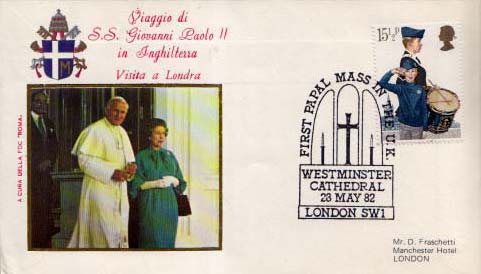 Viaggio di
S.S. Giovanni Paolo II
in Inghilterra
Visita a Londra
M
A CURA DELLA FDC "ROMA"
15½P
FIRST PAPAL MASS IN THE U.K.
WESTMINSTER
CATHEDRAL
23 MAY 82
LONDON SW1
Mr. D. Fraschetti
Manchester Hotel
LONDON